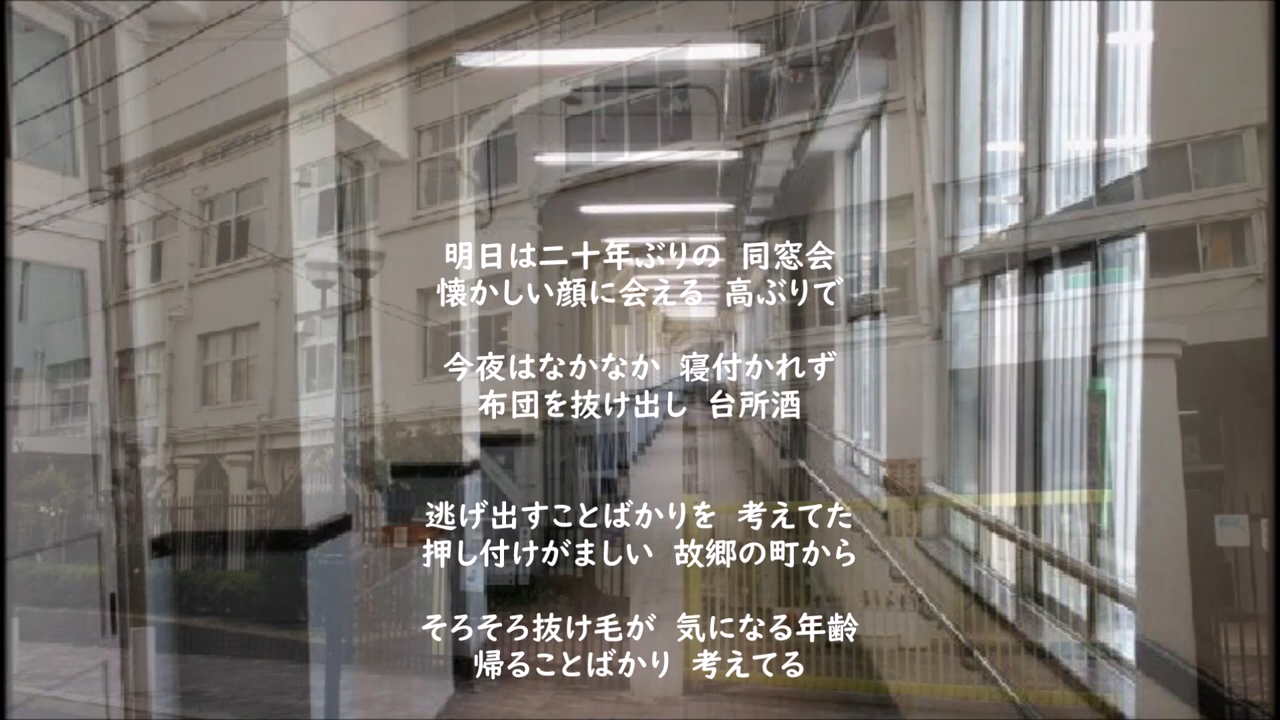 明日は二十年ぶりの　同窓会
懐かしい顔に会える　高ぶりで
今夜はなかなか　寝付かれず
布団を抜け出し　台所酒
逃げ出すことばかりを　考えてた
押し付けがましい　故郷の町から
そろそろ抜け毛が　気になる年齢
帰ることばかり　考えてる